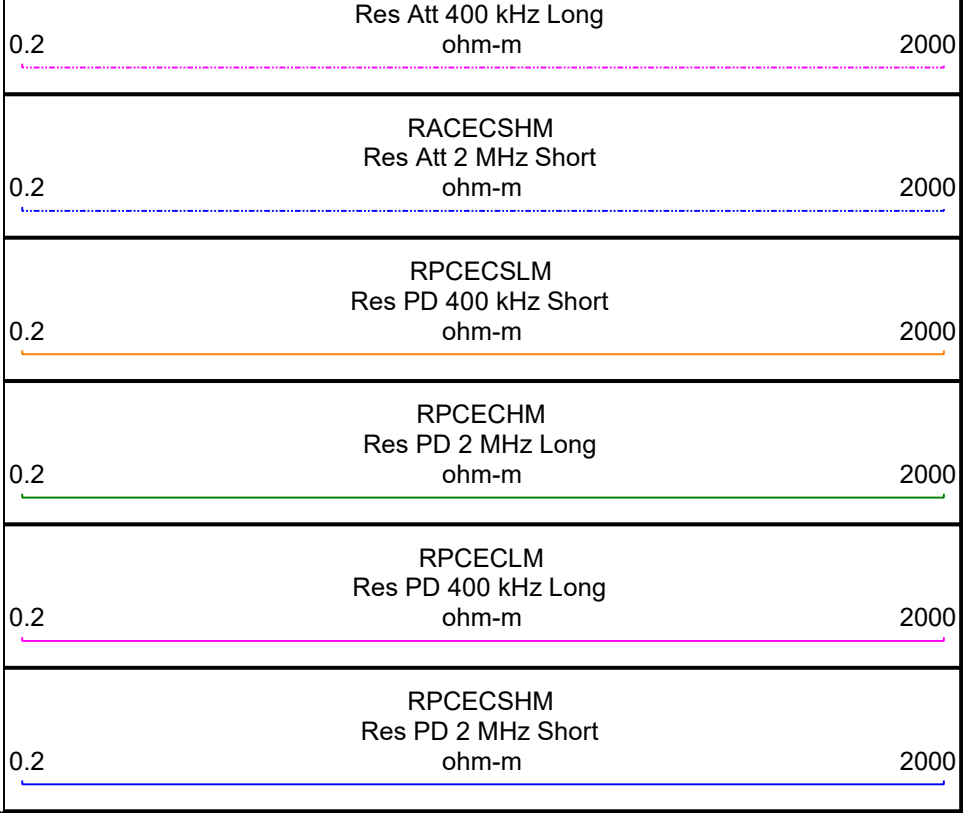 Res Att 400 kHz Long
0.2 ohm-m 2000
RACECSHM
Res Att 2 MHz Short
0.2 ohm-m 2000
RPCECSLM
Res PD 400 kHz Short
0.2 ohm-m 2000
RPCECHM
Res PD 2 MHz Long
0.2 ohm-m 2000
RPCECLM
Res PD 400 kHz Long
0.2 ohm-m 2000
RPCECSHM
Res PD 2 MHz Short
0.2 ohm-m 2000